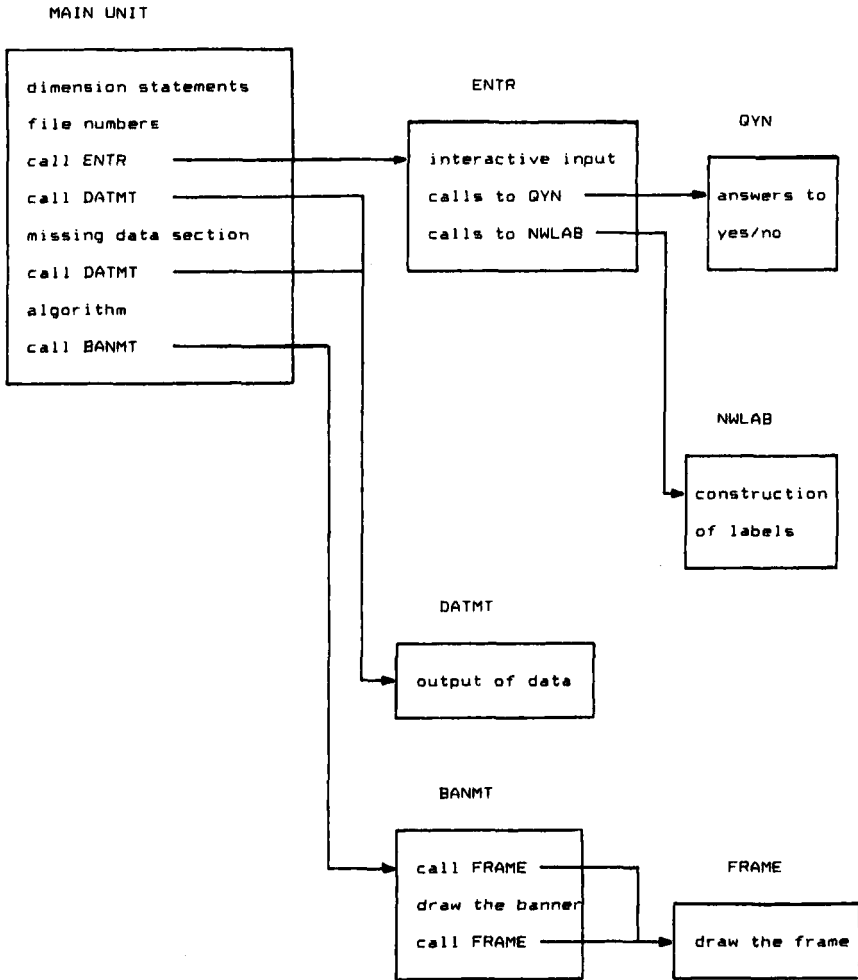 MAIN UNIT
dimension statements
file numbers
call ENTR
call DATMT
missing data section
call DATMT
algorithm
call BANMT
ENTR
interactive input
calls to QYN
calls to NWLAB
QYN
answers to
yes/no
NWLAB
construction
of labels
DATMT
output of data
BANMT
call FRAME
draw the banner
call FRAME
FRAME
draw the frame